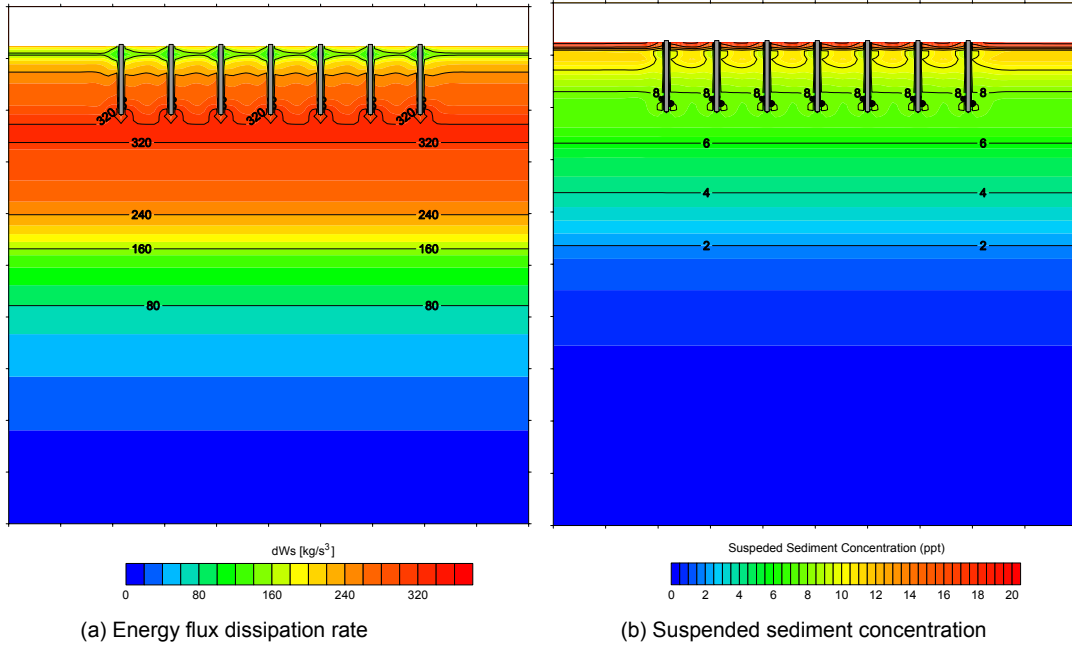 320 320 320
320 320
240 240
160 160
80 80
dWs [kg/s³]
0 80 160 240 320
(a) Energy flux dissipation rate
8 8 8 8 8 8 8
6 6
4 4
2 2
Suspeded Sediment Concentration (ppt)
0 2 4 6 8 10 12 14 16 18 20
(b) Suspended sediment concentration